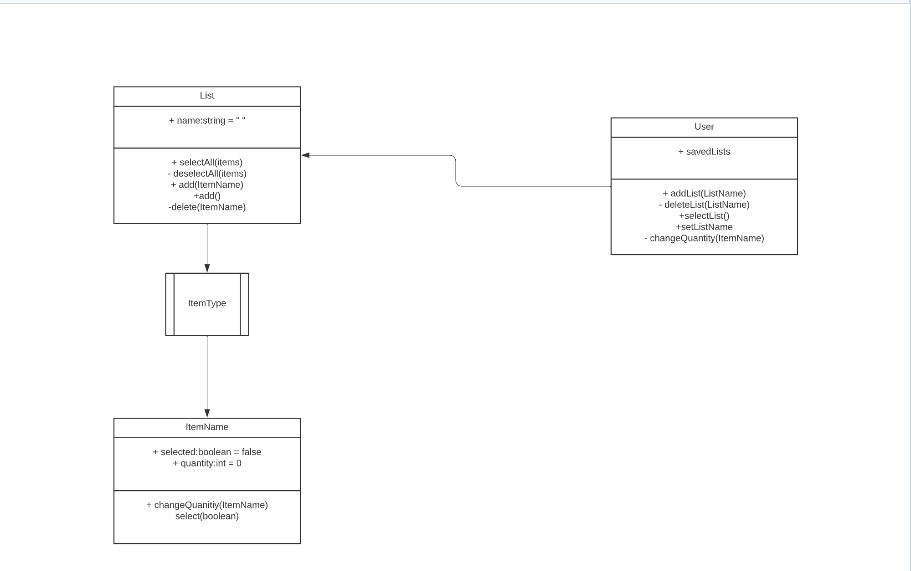 List
+ name:string = " "
+ selectAll(items)
- deselectAll(items)
+ add(ItemName)
+add()
-delete(ItemName)
User
+ savedLists
+ addList(ListName)
- deleteList(ListName)
+selectList()
+setListName
- changeQuantity(ItemName)
ItemType
ItemName
+ selected:boolean = false
+ quantity:int = 0
+ changeQuanitiy(ItemName)
select(boolean)